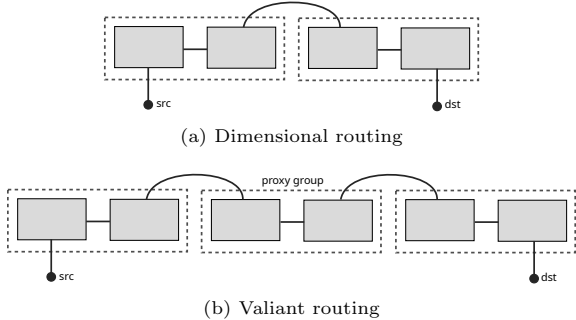 src
dst
(a) Dimensional routing
proxy group
src
dst
(b) Valiant routing